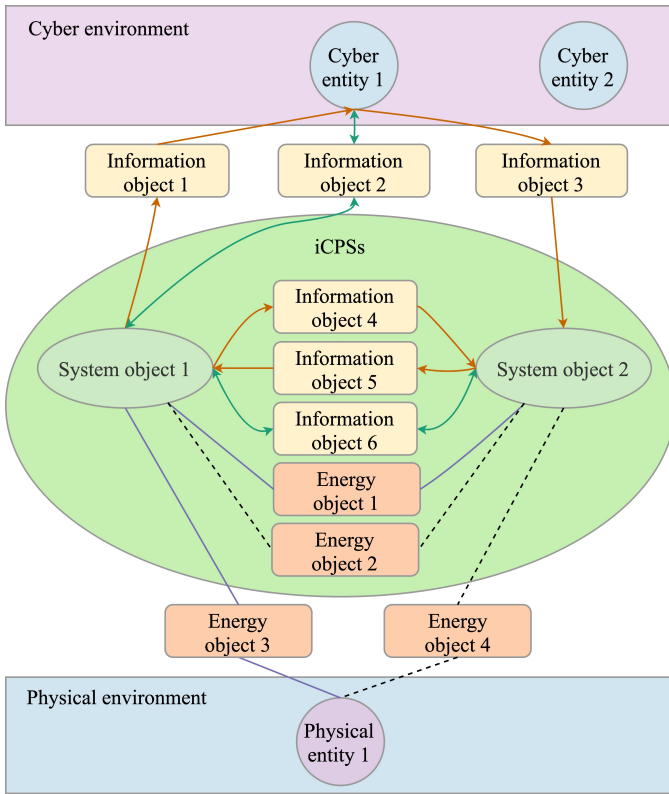 Cyber environment
Cyber
entity 1
Cyber
entity 2
Information
object 1
Information
object 2
Information
object 3
iCPSs
Information
object 4
System object 1
Information
object 5
System object 2
Information
object 6
Energy
object 1
Energy
object 2
Energy
object 3
Energy
object 4
Physical environment
Physical
entity 1